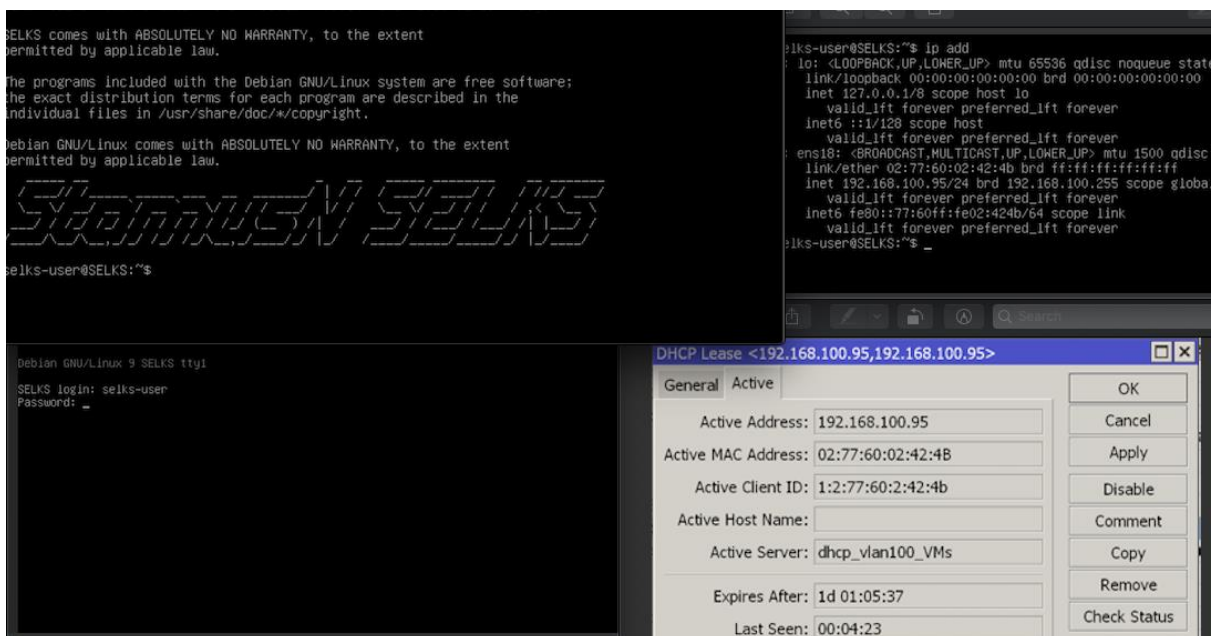 SELKS comes with ABSOLUTELY NO WARRANTY, to the extent
permitted by applicable law.
The programs included with the Debian GNU/Linux system are free software;
the exact distribution terms for each program are described in the
individual files in /usr/share/doc/*/copyright.
Debian GNU/Linux comes with ABSOLUTELY NO WARRANTY, to the extent
permitted by applicable law.
StamusN SELKS
selks-user@SELKS:~$
elks-user@SELKS:~$ ip add
: lo: <LOOPBACK,UP,LOWER_UP> mtu 65536 qdisc noqueue stat
link/loopback 00:00:00:00:00:00 brd 00:00:00:00:00:00
inet 127.0.0.1/8 scope host lo
valid_lft forever preferred_lft forever
inet6 ::1/128 scope host
valid_lft forever preferred_lft forever
: ens18: <BROADCAST,MULTICAST,UP,LOWER_UP> mtu 1500 qdisc
link/ether 02:77:60:02:42:4b brd ff:ff:ff:ff:ff:ff
inet 192.168.100.95/24 brd 192.168.100.255 scope globa
valid_lft forever preferred_lft forever
inet6 fe80::77:60ff:fe02:424b/64 scope link
valid_lft forever preferred_lft forever
elks-user@SELKS:~$ _
Search
Debian GNU/Linux 9 SELKS tty1
SELKS login: selks-user
Password: _
DHCP Lease <192.168.100.95,192.168.100.95>
General Active
OK
Active Address: 192.168.100.95
Cancel
Active MAC Address: 02:77:60:02:42:4B
Apply
Active Client ID: 1:2:77:60:2:42:4b
Disable
Active Host Name:
Comment
Active Server: dhcp_vlan100_VMs
Copy
Remove
Expires After: 1d 01:05:37
Check Status
Last Seen: 00:04:23